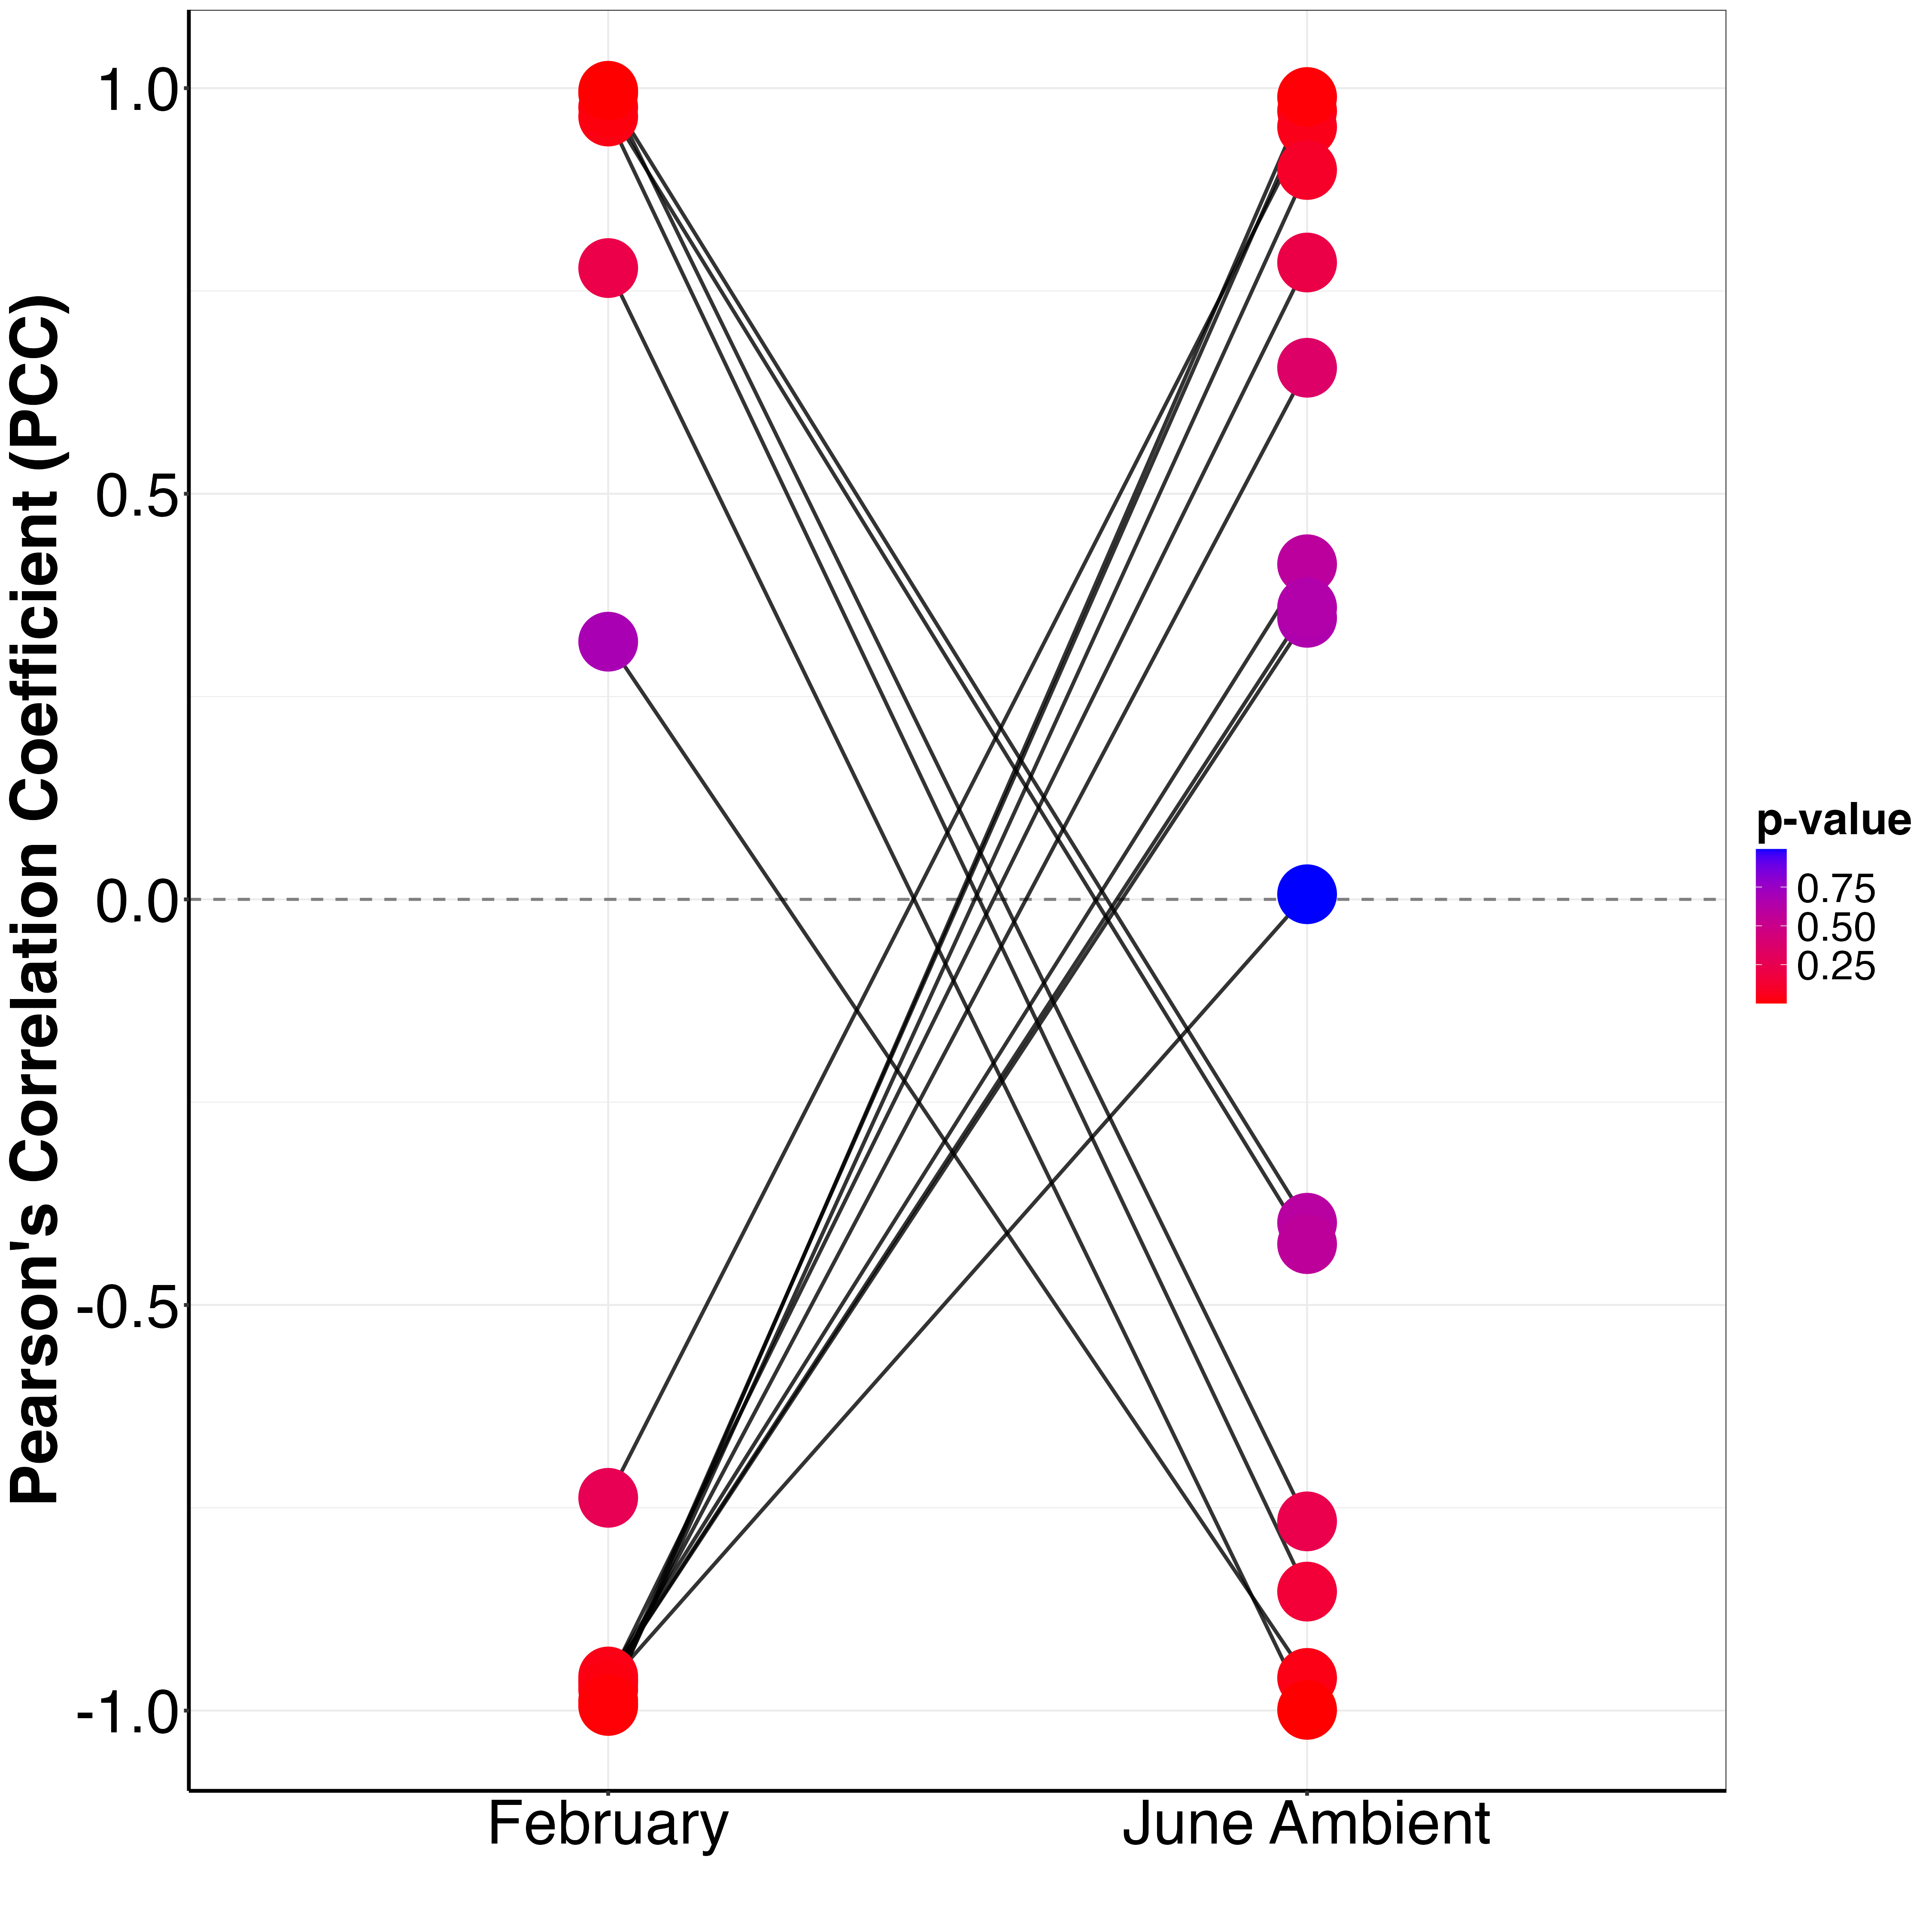 Pearson's Correlation Coefficient (PCC)
1.0
0.5
0.0
-0.5
-1.0
February
June Ambient
p-value
0.75
0.50
0.25